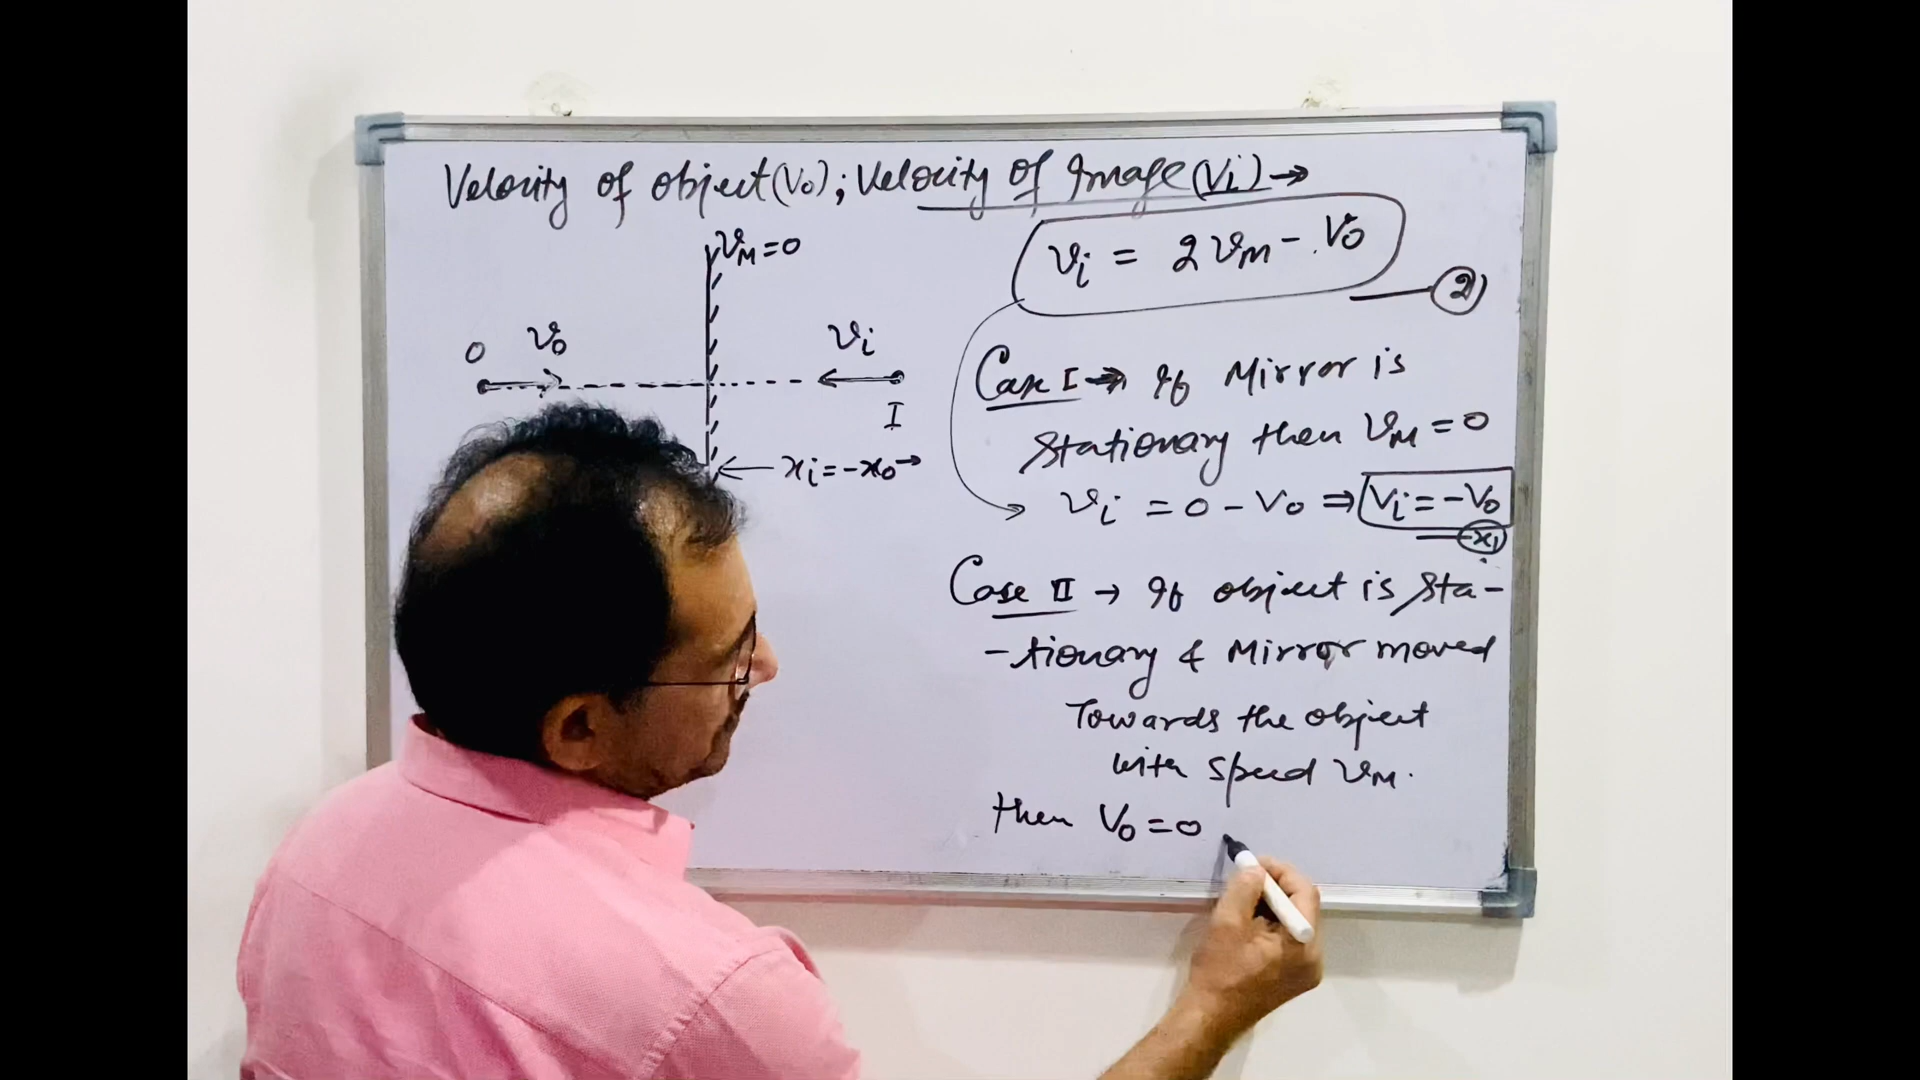 Velocity of object (Vo); Velocity of Image (Vi) →
vM = 0
vi = 2vM - Vo
2
O vo vi
I
xi = -xo →
Case I → If Mirror is
Stationary then vM = 0
vi = 0 - Vo ⇒ Vi = -Vo
Case II → If object is Sta-
-tionary & Mirror moved
Towards the object
with speed vM.
then Vo = 0